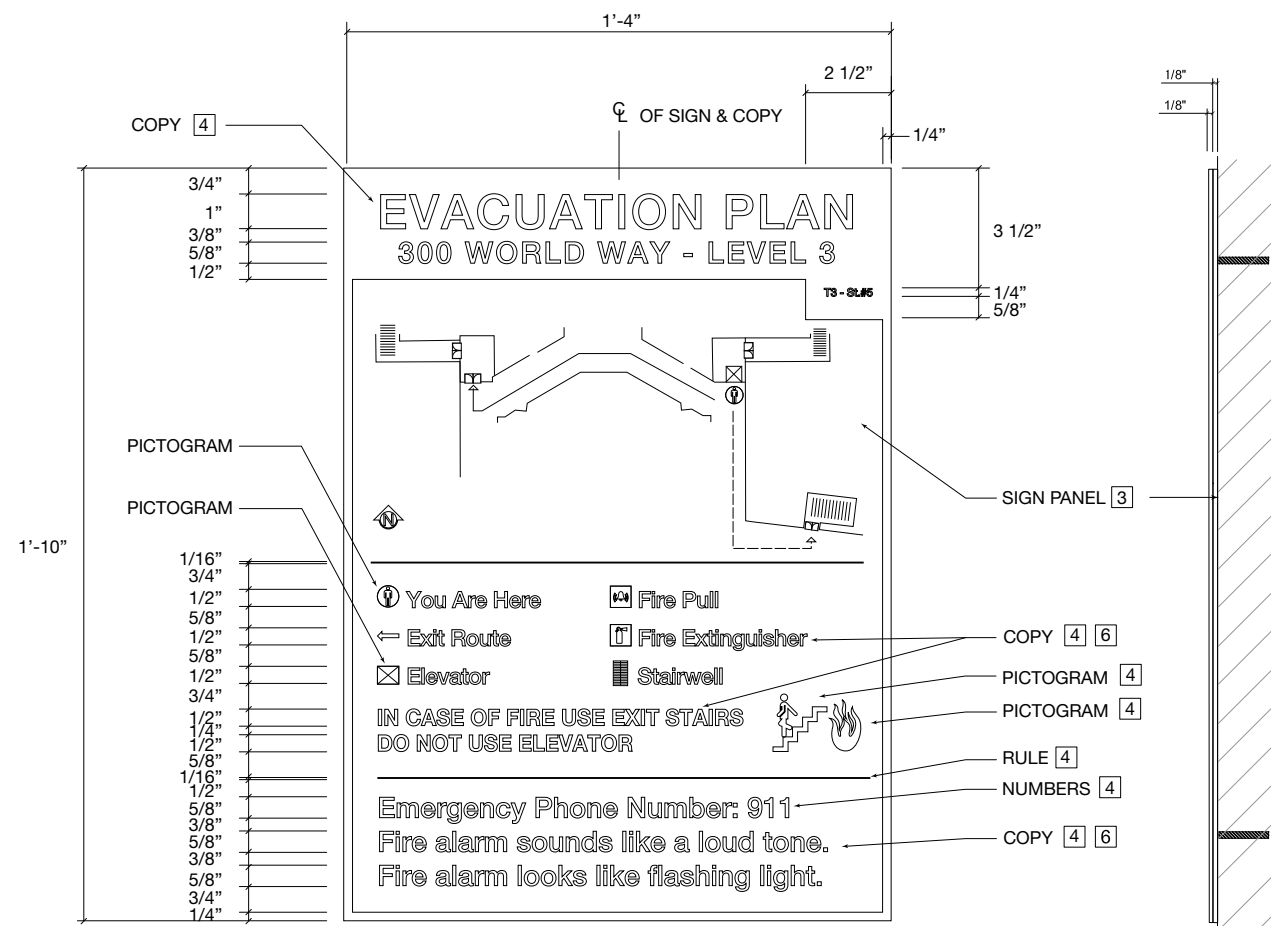 1’-4”
2 1/2”
1/8"
1/8"
COPY 4
℄ OF SIGN & COPY
1/4”
3/4”
1”
3/8”
5/8”
1/2”
EVACUATION PLAN
300 WORLD WAY - LEVEL 3
3 1/2”
T3 - St.#5
1/4”
5/8”
PICTOGRAM
PICTOGRAM
SIGN PANEL 3
N
1’-10”
1/16”
3/4”
1/2”
5/8”
1/2”
5/8”
1/2”
3/4”
1/2”
1/4”
1/2”
5/8”
1/16”
1/2”
5/8”
3/8”
5/8”
3/8”
5/8”
3/4”
1/4”
You Are Here
Fire Pull
Exit Route
Fire Extinguisher
Elevator
Stairwell
COPY 4 6
PICTOGRAM 4
PICTOGRAM 4
IN CASE OF FIRE USE EXIT STAIRS
DO NOT USE ELEVATOR
RULE 4
NUMBERS 4
Emergency Phone Number: 911
Fire alarm sounds like a loud tone.
Fire alarm looks like flashing light.
COPY 4 6